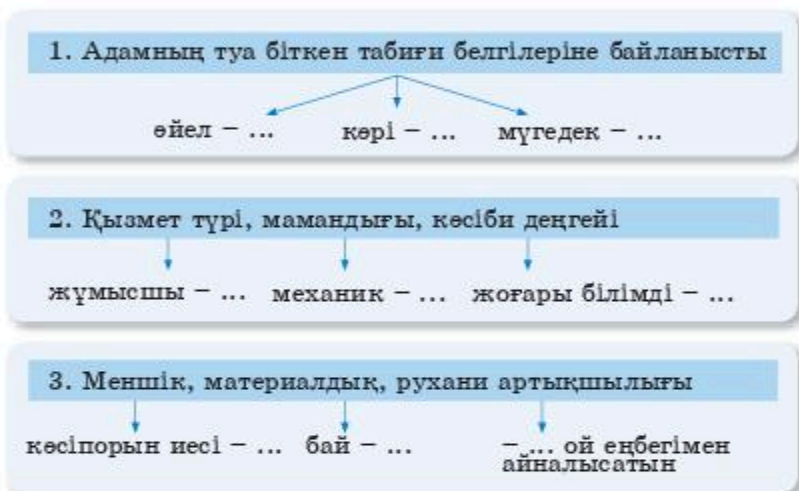 1. Адамның туа біткен табиғи белгілеріне байланысты
әйел – ... кәрі – ... мүгедек – ...
2. Қызмет түрі, мамандығы, кәсіби деңгейі
жұмысшы – ... механик – ... жоғары білімді – ...
3. Меншік, материалдық, рухани артықшылығы
кәсіпорын иесі – ... бай – ... – ... ой еңбегімен
айналысатын